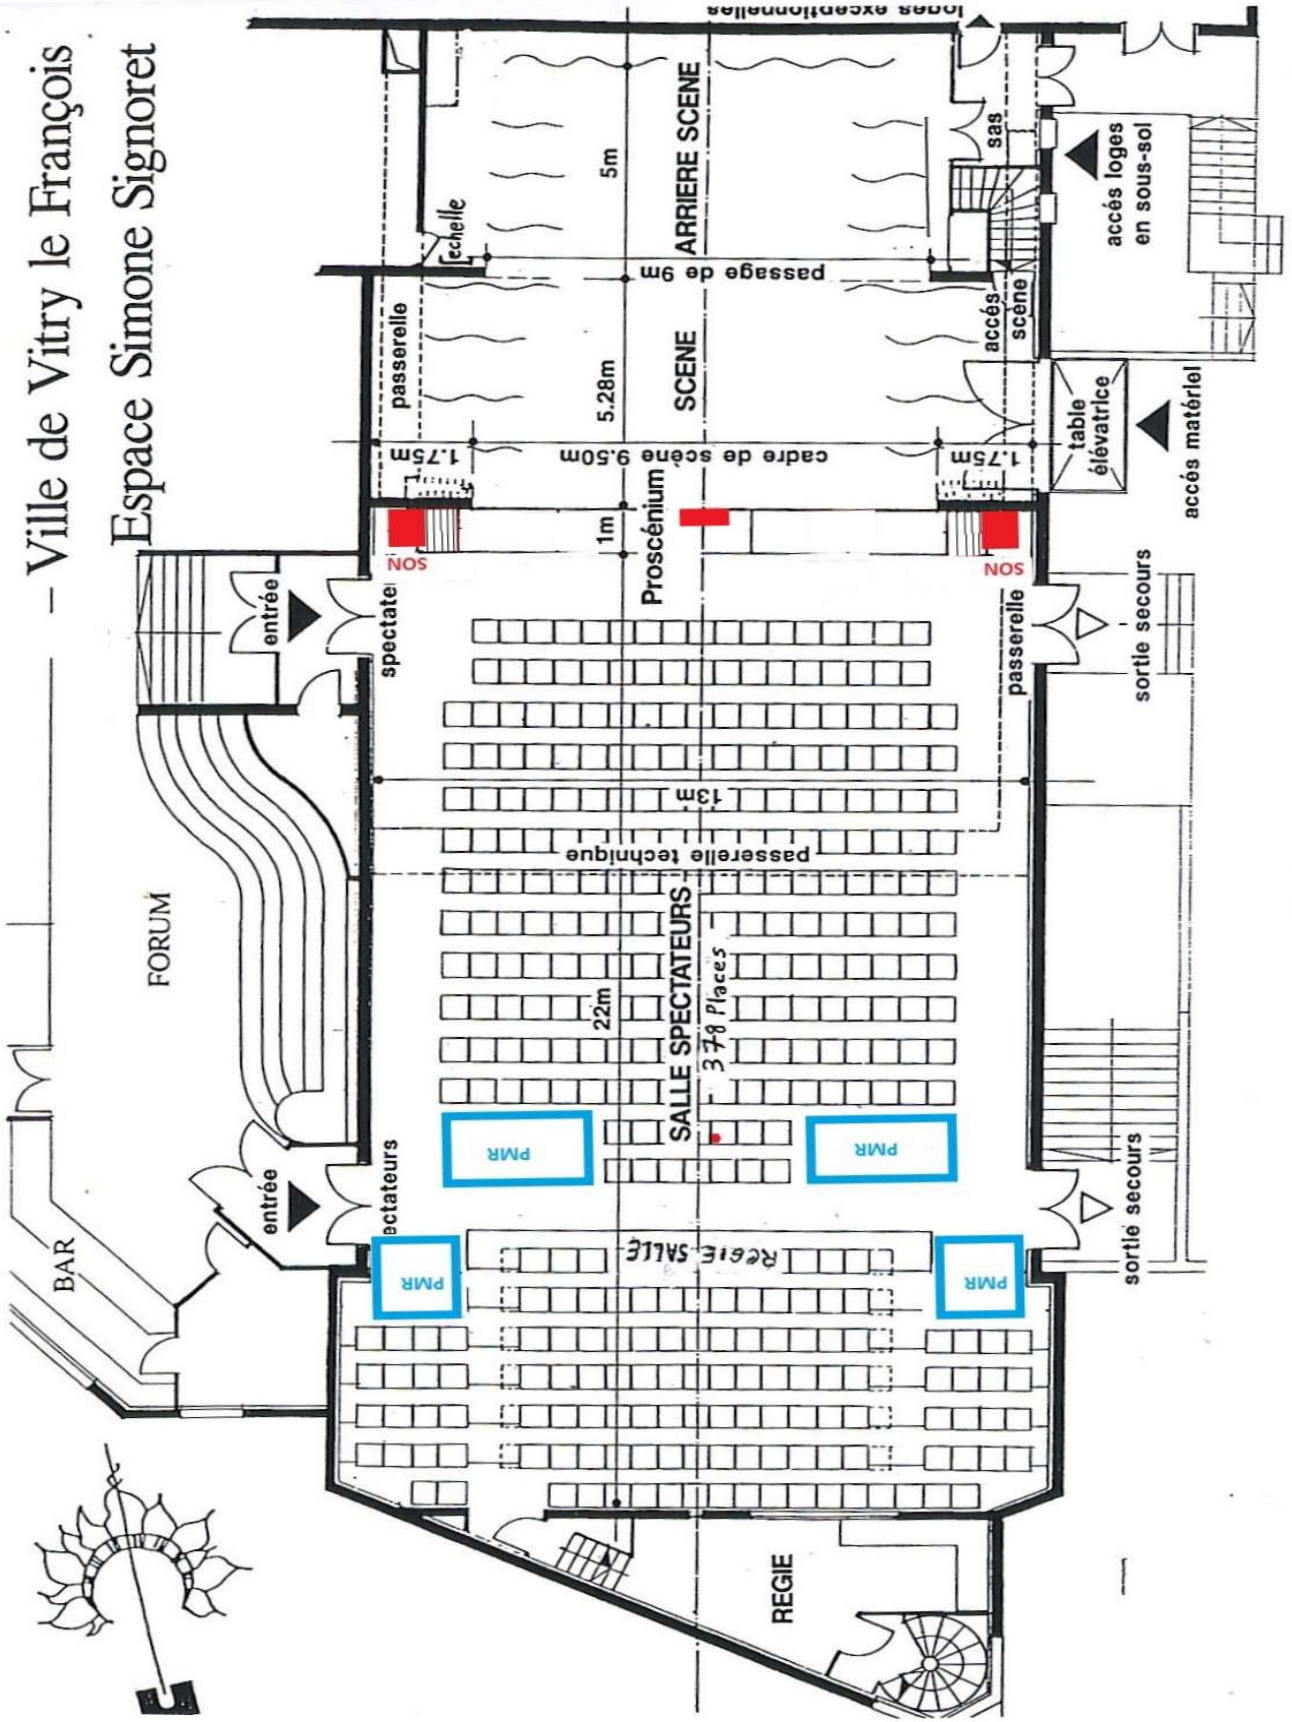 Ville de Vitry le François
Espace Simone Signoret
loges exceptionnelles
ARRIERE SCENE
5m
echelle
sas
accés loges
en sous-sol
passage de 9m
passerelle
SCENE
5.28m
accés
scène
1.75m
cadre de scène 9.50m
1.75m
table
élévatrice
accés matériel
Proscénium
1m
SON
SON
entrée
spectate
passerelle
sortie secours
13m
passerelle technique
FORUM
SALLE SPECTATEURS
378 Places
22m
PMR
PMR
entrée
ectateurs
sortie secours
BAR
REGIE SALLE
PMR
PMR
REGIE